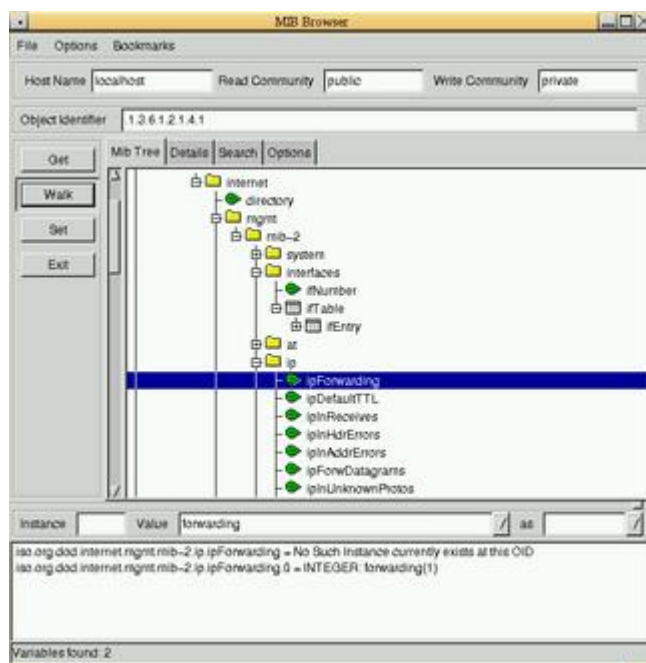 MIB Browser
File Options Bookmarks
Host Name localhost Read Community public Write Community private
Object Identifier .1.3.6.1.2.1.4.1
Get
Walk
Set
Exit
Mib Tree Details Search Options
internet
directory
mgmt
mib-2
system
interfaces
ifNumber
ifTable
ifEntry
at
ip
ipForwarding
ipDefaultTTL
ipInReceives
ipInHdrErrors
ipInAddrErrors
ipForwDatagrams
ipInUnknownProtos
Instance Value forwarding as
iso.org.dod.internet.mgmt.mib-2.ip.ipForwarding = No Such Instance currently exists at this OID
iso.org.dod.internet.mgmt.mib-2.ip.ipForwarding.0 = INTEGER: forwarding(1)
Variables found: 2